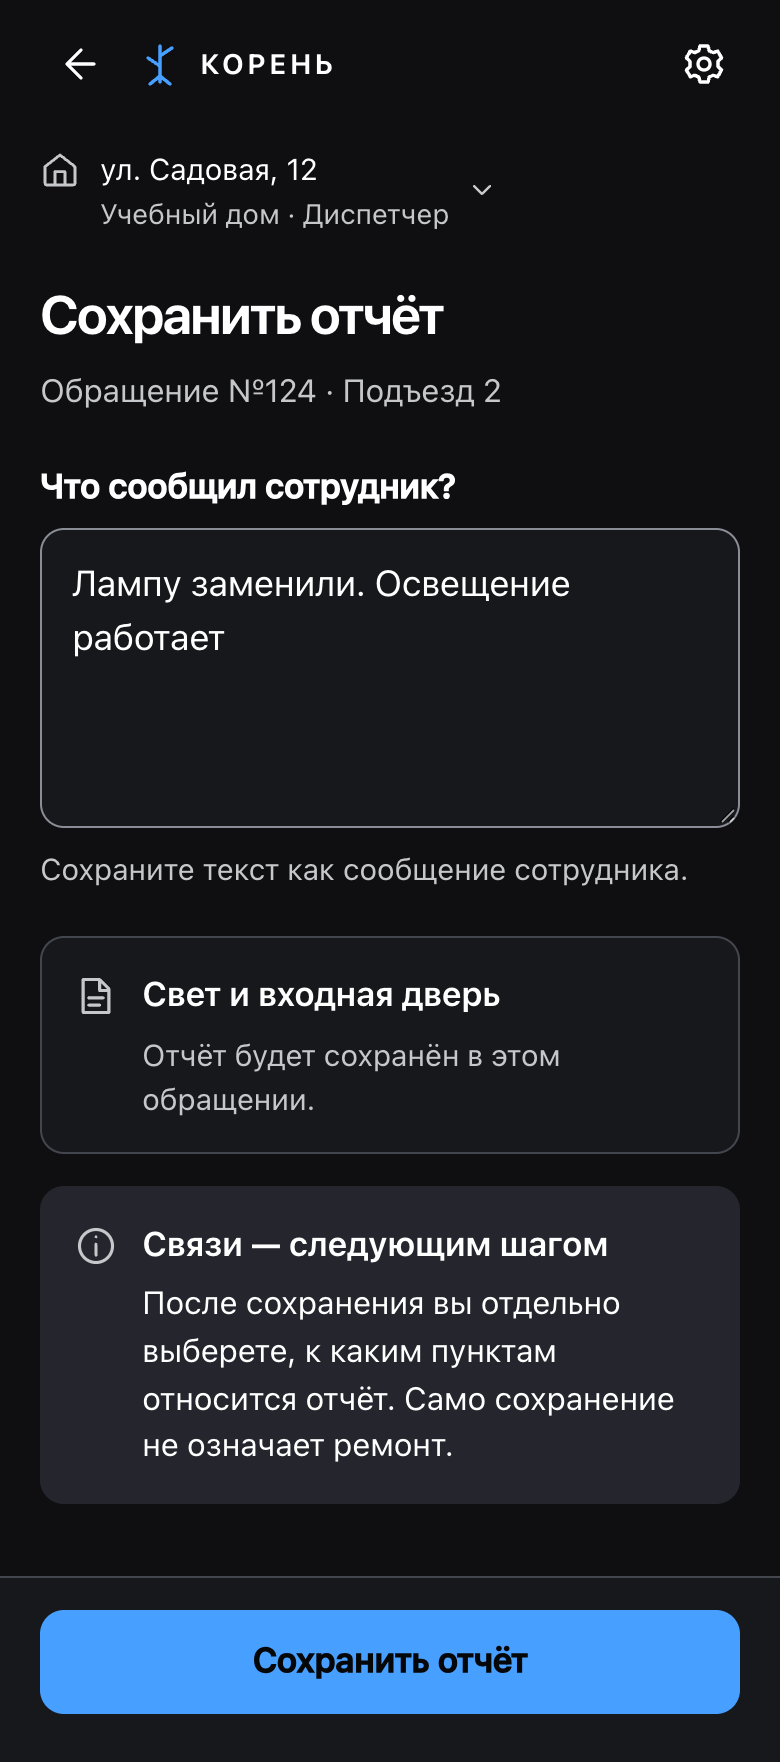 КОРЕНЬ
ул. Садовая, 12
Учебный дом · Диспетчер
Сохранить отчёт
Обращение №124 · Подъезд 2
Что сообщил сотрудник?
Лампу заменили. Освещение
работает
Сохраните текст как сообщение сотрудника.
Свет и входная дверь
Отчёт будет сохранён в этом
обращении.
Связи — следующим шагом
После сохранения вы отдельно
выберете, к каким пунктам
относится отчёт. Само сохранение
не означает ремонт.
Сохранить отчёт